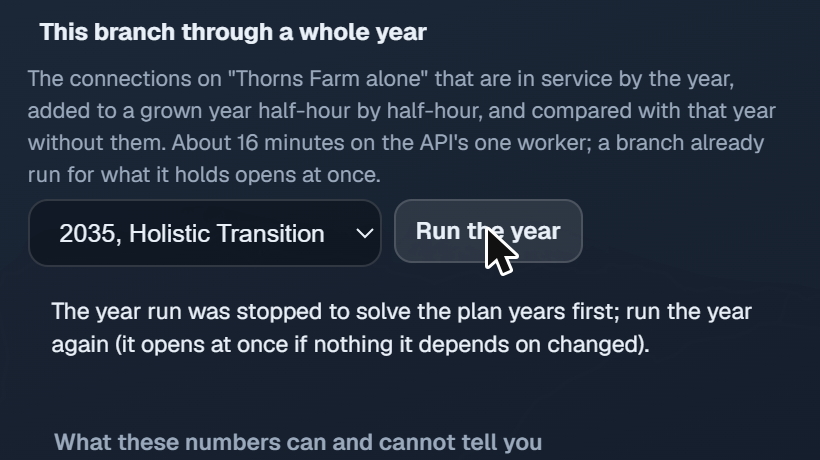 This branch through a whole year
The connections on "Thorns Farm alone" that are in service by the year,
added to a grown year half-hour by half-hour, and compared with that year
without them. About 16 minutes on the API's one worker; a branch already
run for what it holds opens at once.
2035, Holistic Transition
Run the year
The year run was stopped to solve the plan years first; run the year
again (it opens at once if nothing it depends on changed).
What these numbers can and cannot tell you